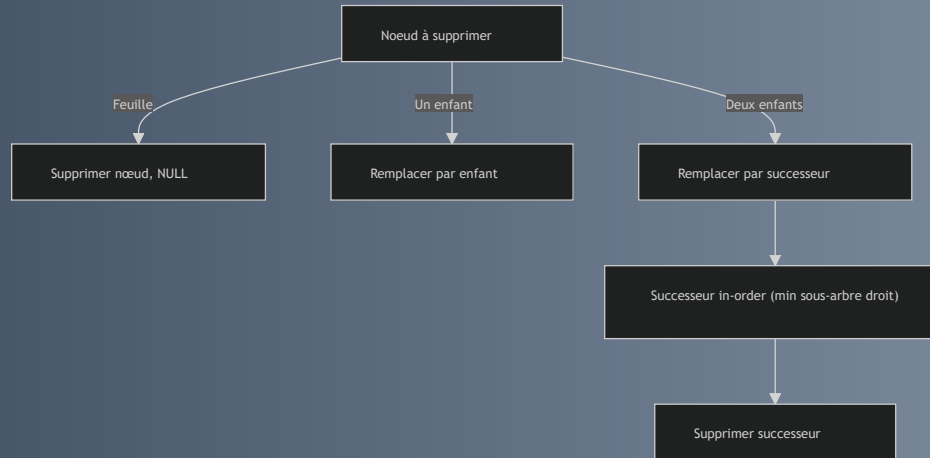 Noeud à supprimer
Feuille
Un enfant
Deux enfants
Supprimer nœud, NULL
Remplacer par enfant
Remplacer par successeur
Successeur in-order (min sous-arbre droit)
Supprimer successeur